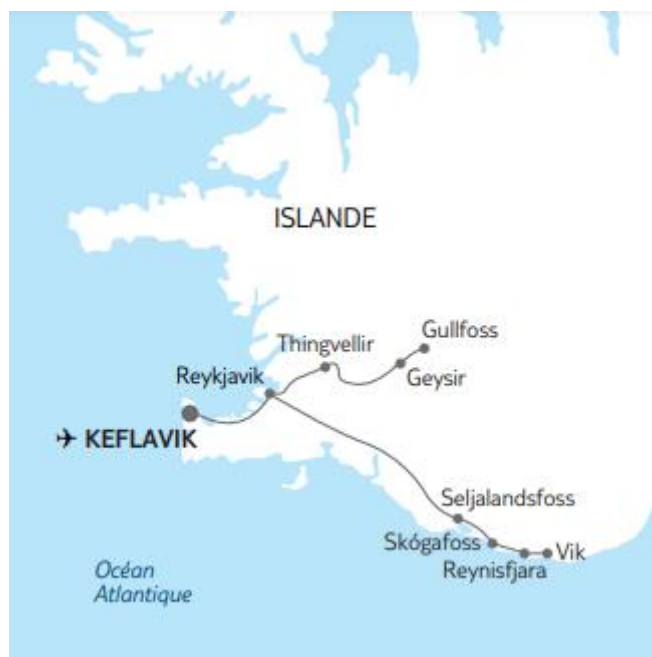 ISLANDE
Gullfoss
Thingvellir
Geysir
Reykjavik
KEFLAVIK
Seljalandsfoss
Skógafoss
Vik
Reynisfjara
Océan
Atlantique